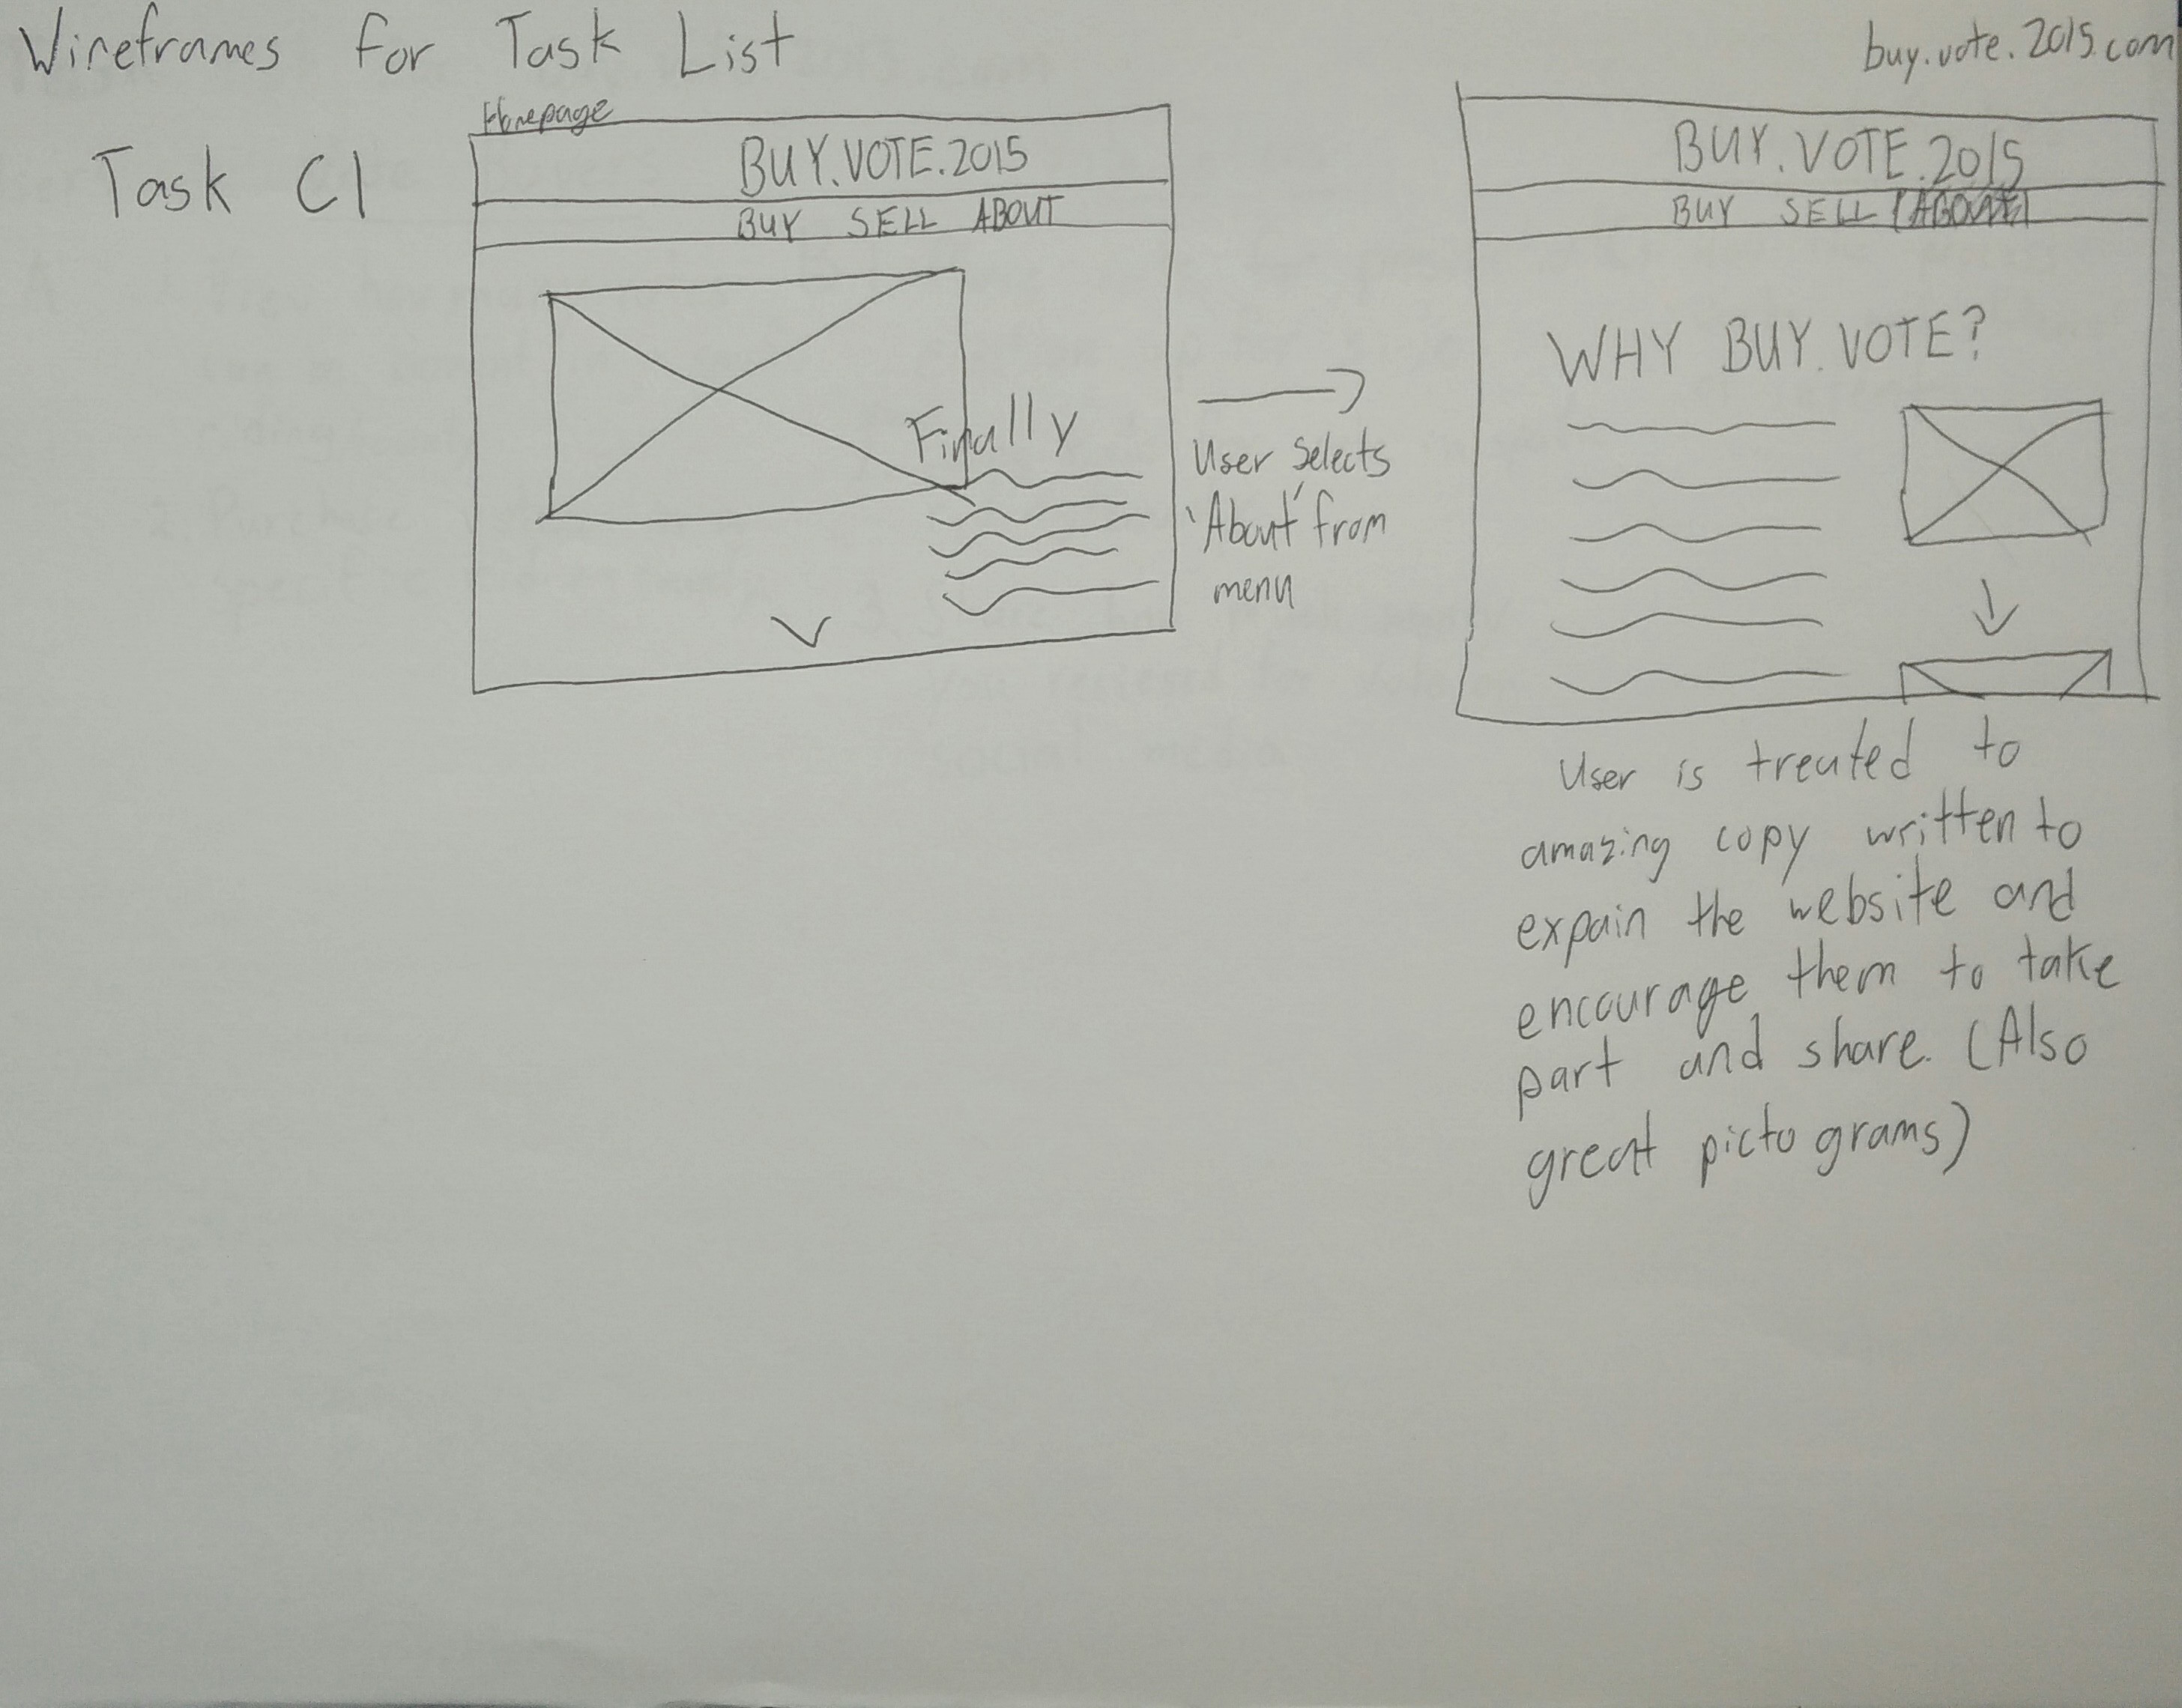 Wireframes for Task List
buy.vote.2015.com
Task C1
Homepage
BUY.VOTE.2015
BUY SELL ABOUT
Finally
User Selects
'About' from
menu
BUY.VOTE.2015
BUY SELL ABOUT
WHY BUY.VOTE?
User is treated to
amazing copy written to
expain the website and
encourage them to take
part and share. (Also
great pictograms)